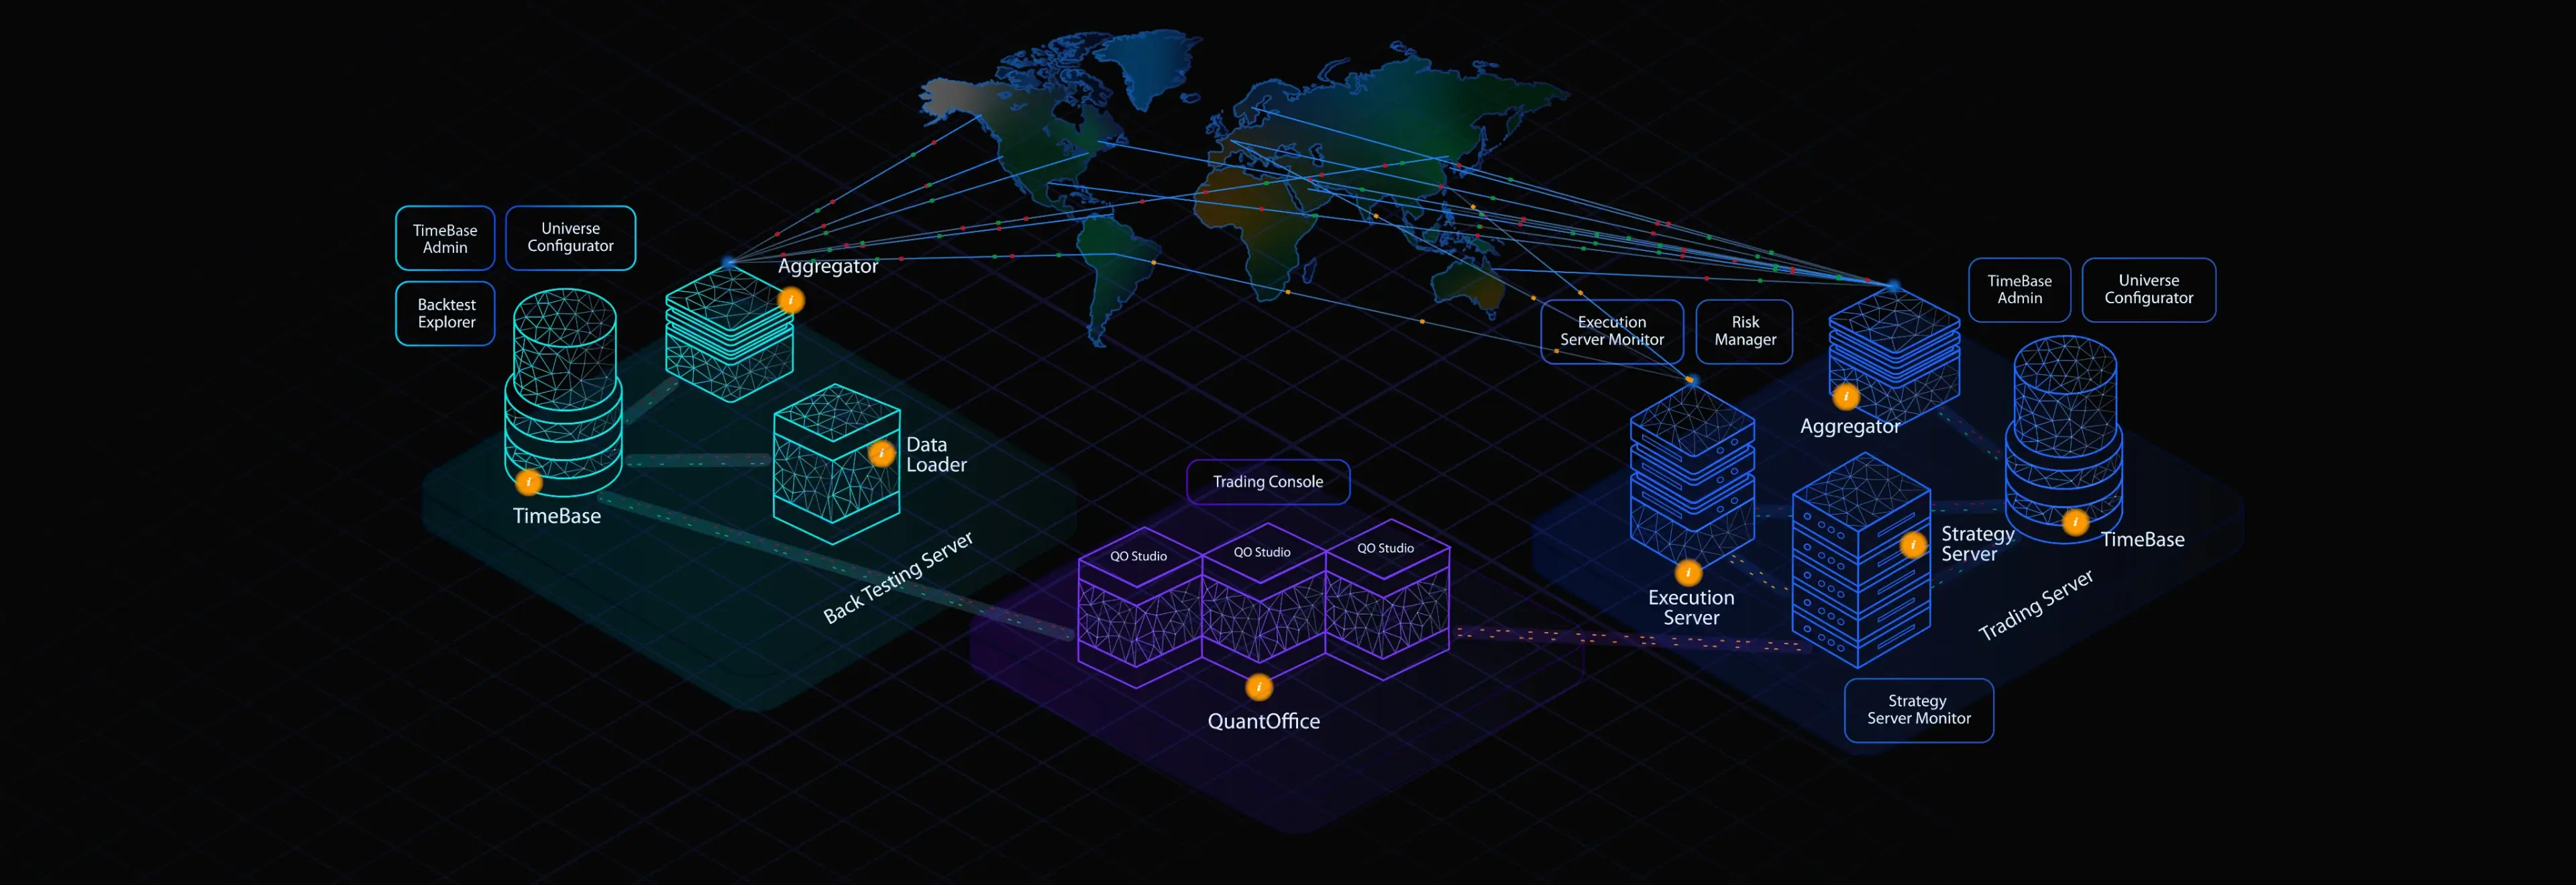 TimeBase
Admin
Universe
Configurator
Backtest
Explorer
Aggregator
i
Data
Loader
i
i
TimeBase
Back Testing Server
Trading Console
QO Studio
QO Studio
QO Studio
i
QuantOffice
Execution
Server Monitor
Risk
Manager
TimeBase
Admin
Universe
Configurator
i
Aggregator
i
Execution
Server
i
Strategy
Server
i
TimeBase
Trading Server
Strategy
Server Monitor